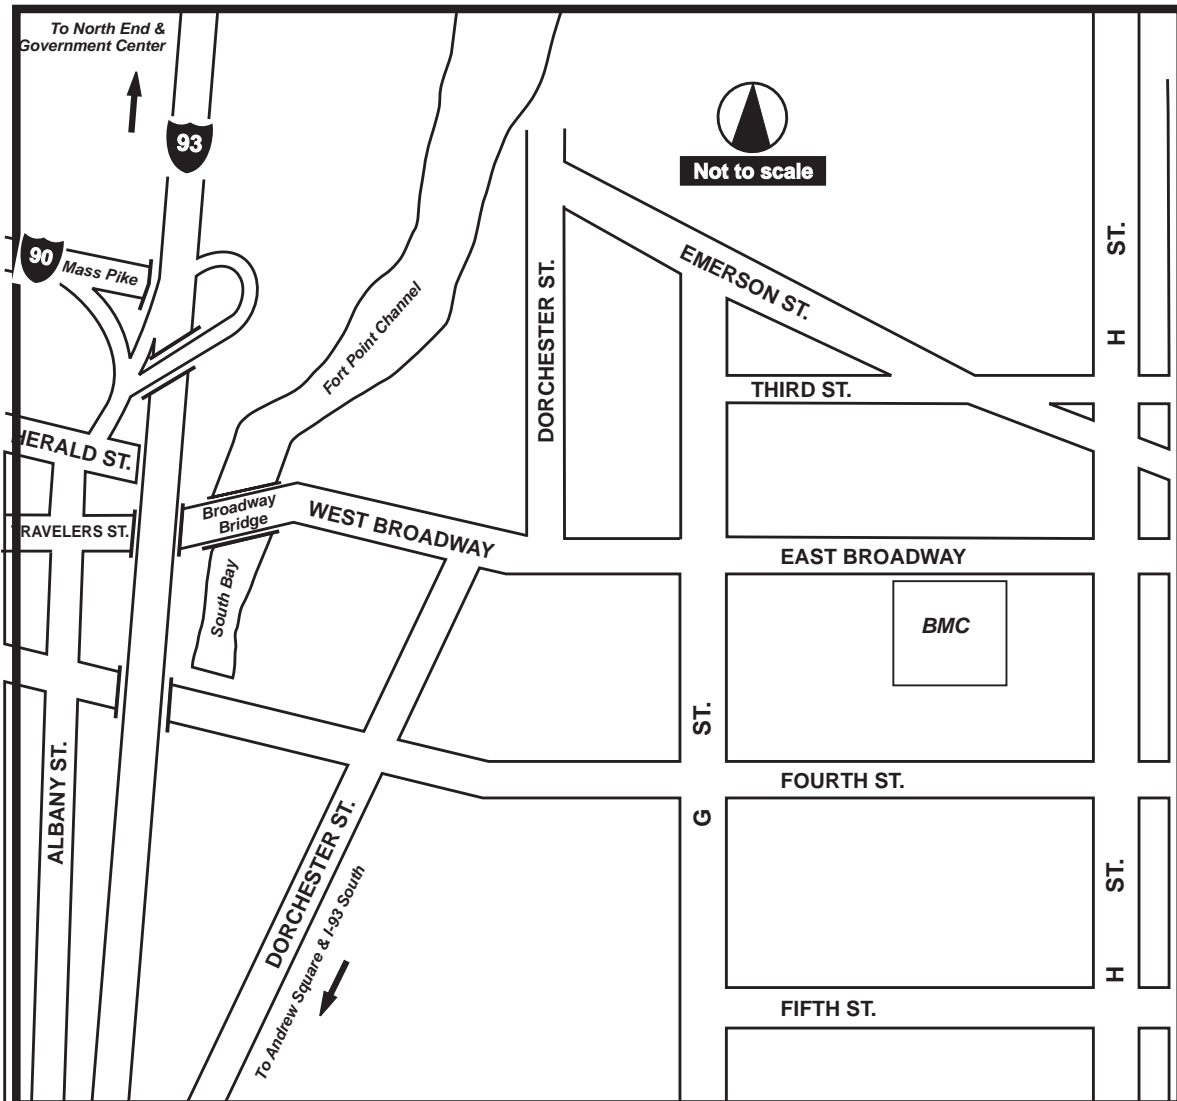 To North End &
Government Center
93
Not to scale
90
Mass Pike
EMERSON ST.
H ST.
DORCHESTER ST.
Fort Point Channel
THIRD ST.
HERALD ST.
Broadway
Bridge
WEST BROADWAY
TRAVELERS ST.
EAST BROADWAY
South Bay
BMC
G ST.
FOURTH ST.
ALBANY ST.
DORCHESTER ST.
To Andrew Square & I-93 South
H ST.
FIFTH ST.